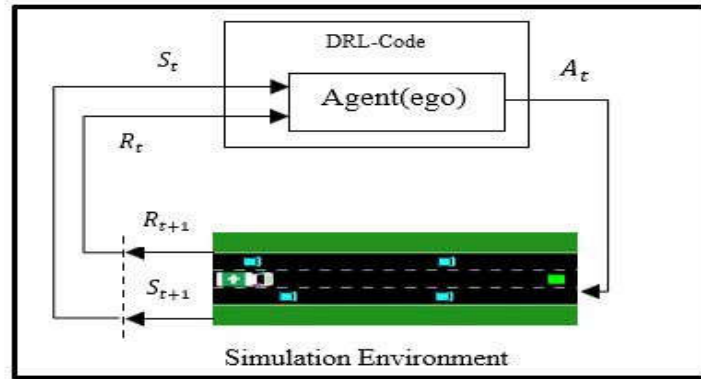 DRL-Code
S_t
A_t
Agent(ego)
R_t
R_{t+1}
S_{t+1}
Simulation Environment